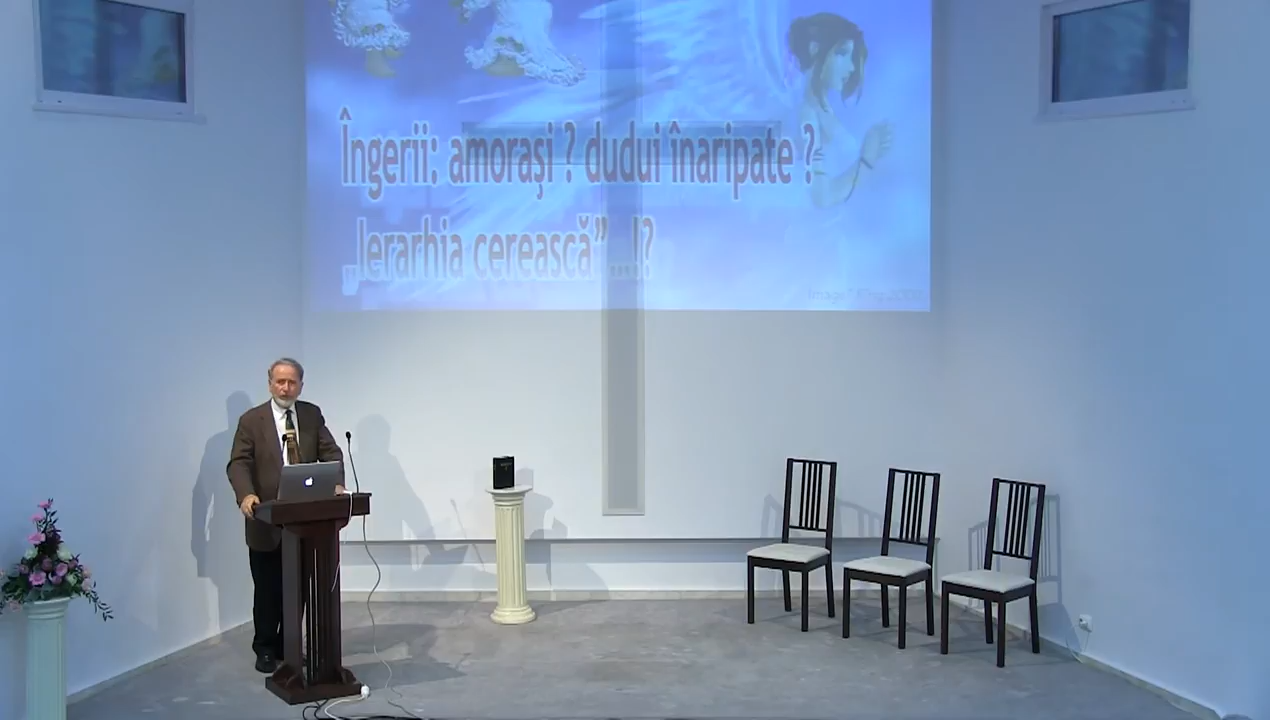 Îngerii: amorași ? dudui înaripate ?
„Ierarhia cerească”...!?